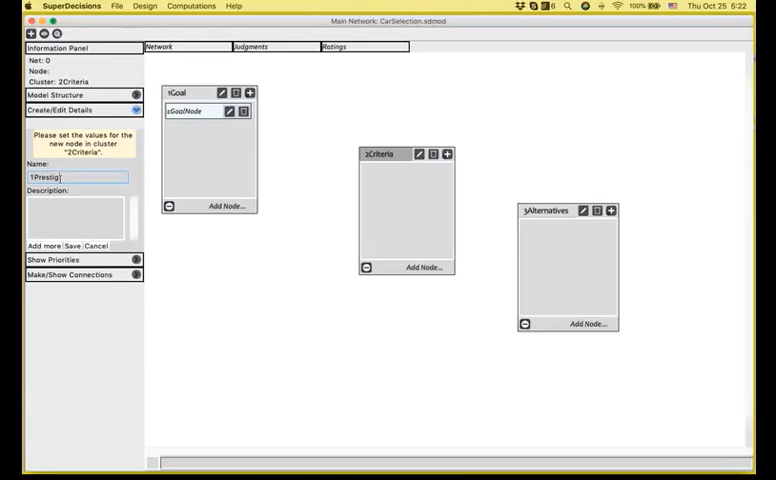 SuperDecisions File Design Computations Help 6 100% Thu Oct 25 5:22
Main Network: CarSelection.sdmod
Information Panel
Network Judgments Ratings
Net: 0
Node:
Cluster: 2Criteria
Model Structure
Create/Edit Details
Please set the values for the
new node in cluster
"2Criteria".
Name:
1Prestig
Description:
Add more Save Cancel
Show Priorities
Make/Show Connections
1Goal
1GoalNode
Add Node...
2Criteria
Add Node...
3Alternatives
Add Node...